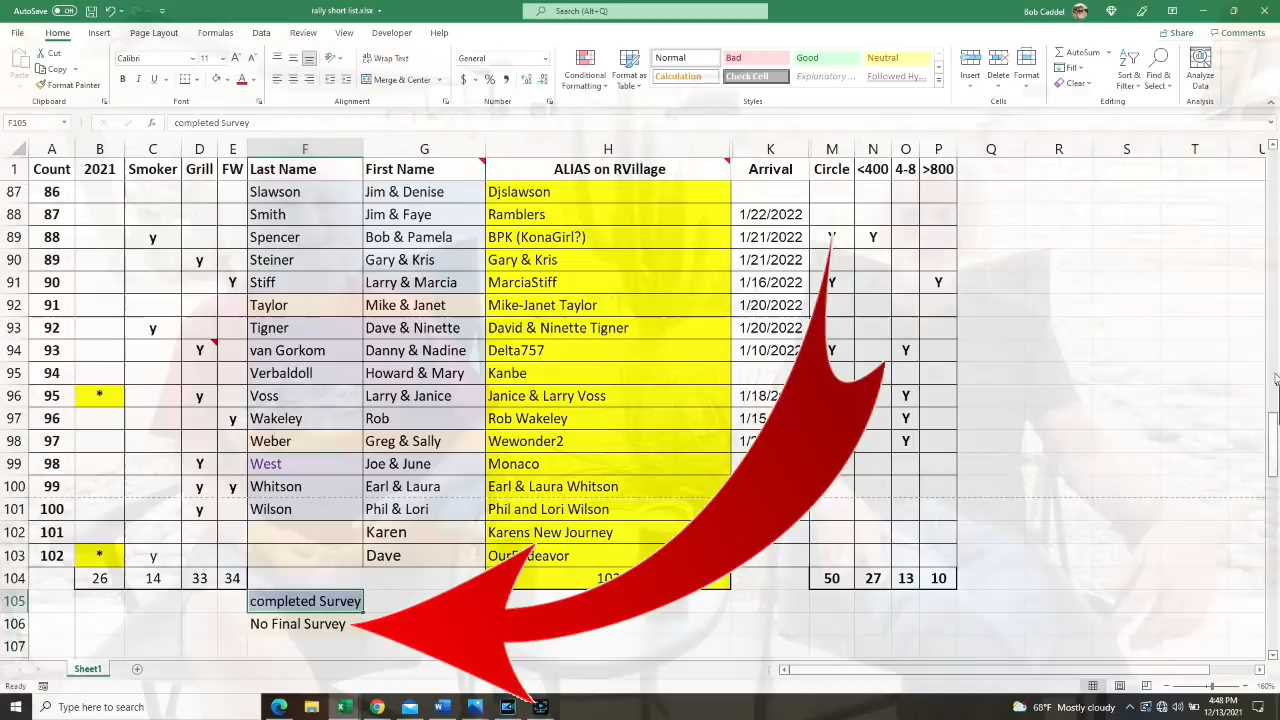 AutoSave Off rally short list.xlsx Search (Alt+Q) Bob Caddel
File Home Insert Page Layout Formulas Data Review View Developer Help Share Comments
Cut Calibri 11 Wrap Text General Normal Bad Good Neutral AutoSum
Paste Copy Merge & Center Conditional Formatting Format as Table Calculation Check Cell Explanatory ... Followed Hy... Insert Delete Format Fill Sort & Filter Find & Select Analyze Data
Format Painter Clear
Clipboard Font Alignment Number Styles Cells Editing Analysis
F105 completed Survey
A B C D E F G H K M N O P Q R S T U
1 Count 2021 Smoker Grill FW Last Name First Name ALIAS on RVillage Arrival Circle <400 4-8 >800
87 86 Slawson Jim & Denise Djslawson
88 87 Smith Jim & Faye Ramblers 1/22/2022
89 88 y Spencer Bob & Pamela BPK (KonaGirl?) 1/21/2022 Y Y
90 89 y Steiner Gary & Kris Gary & Kris 1/21/2022
91 90 Y Stiff Larry & Marcia MarciaStiff 1/16/2022 Y Y
92 91 Taylor Mike & Janet Mike-Janet Taylor 1/20/2022
93 92 y Tigner Dave & Ninette David & Ninette Tigner 1/20/2022
94 93 Y van Gorkom Danny & Nadine Delta757 1/10/2022 Y Y
95 94 Verbaldoll Howard & Mary Kanbe
96 95 * y Voss Larry & Janice Janice & Larry Voss 1/18/ Y
97 96 y Wakeley Rob Rob Wakeley 1/15 Y
98 97 Weber Greg & Sally Wewonder2 Y
99 98 Y West Joe & June Monaco
100 99 y y Whitson Earl & Laura Earl & Laura Whitson
101 100 y Wilson Phil & Lori Phil and Lori Wilson
102 101 Karen Karens New Journey
103 102 * y Dave OurEndeavor
104 26 14 33 34 50 27 13 10
105 completed Survey
106 No Final Survey
107
Sheet1
Ready 160%
Type here to search 68°F Mostly cloudy 4:48 PM
12/13/2021